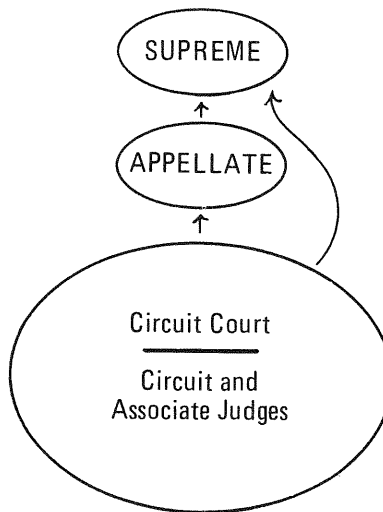 SUPREME
APPELLATE
Circuit Court
Circuit and
Associate Judges